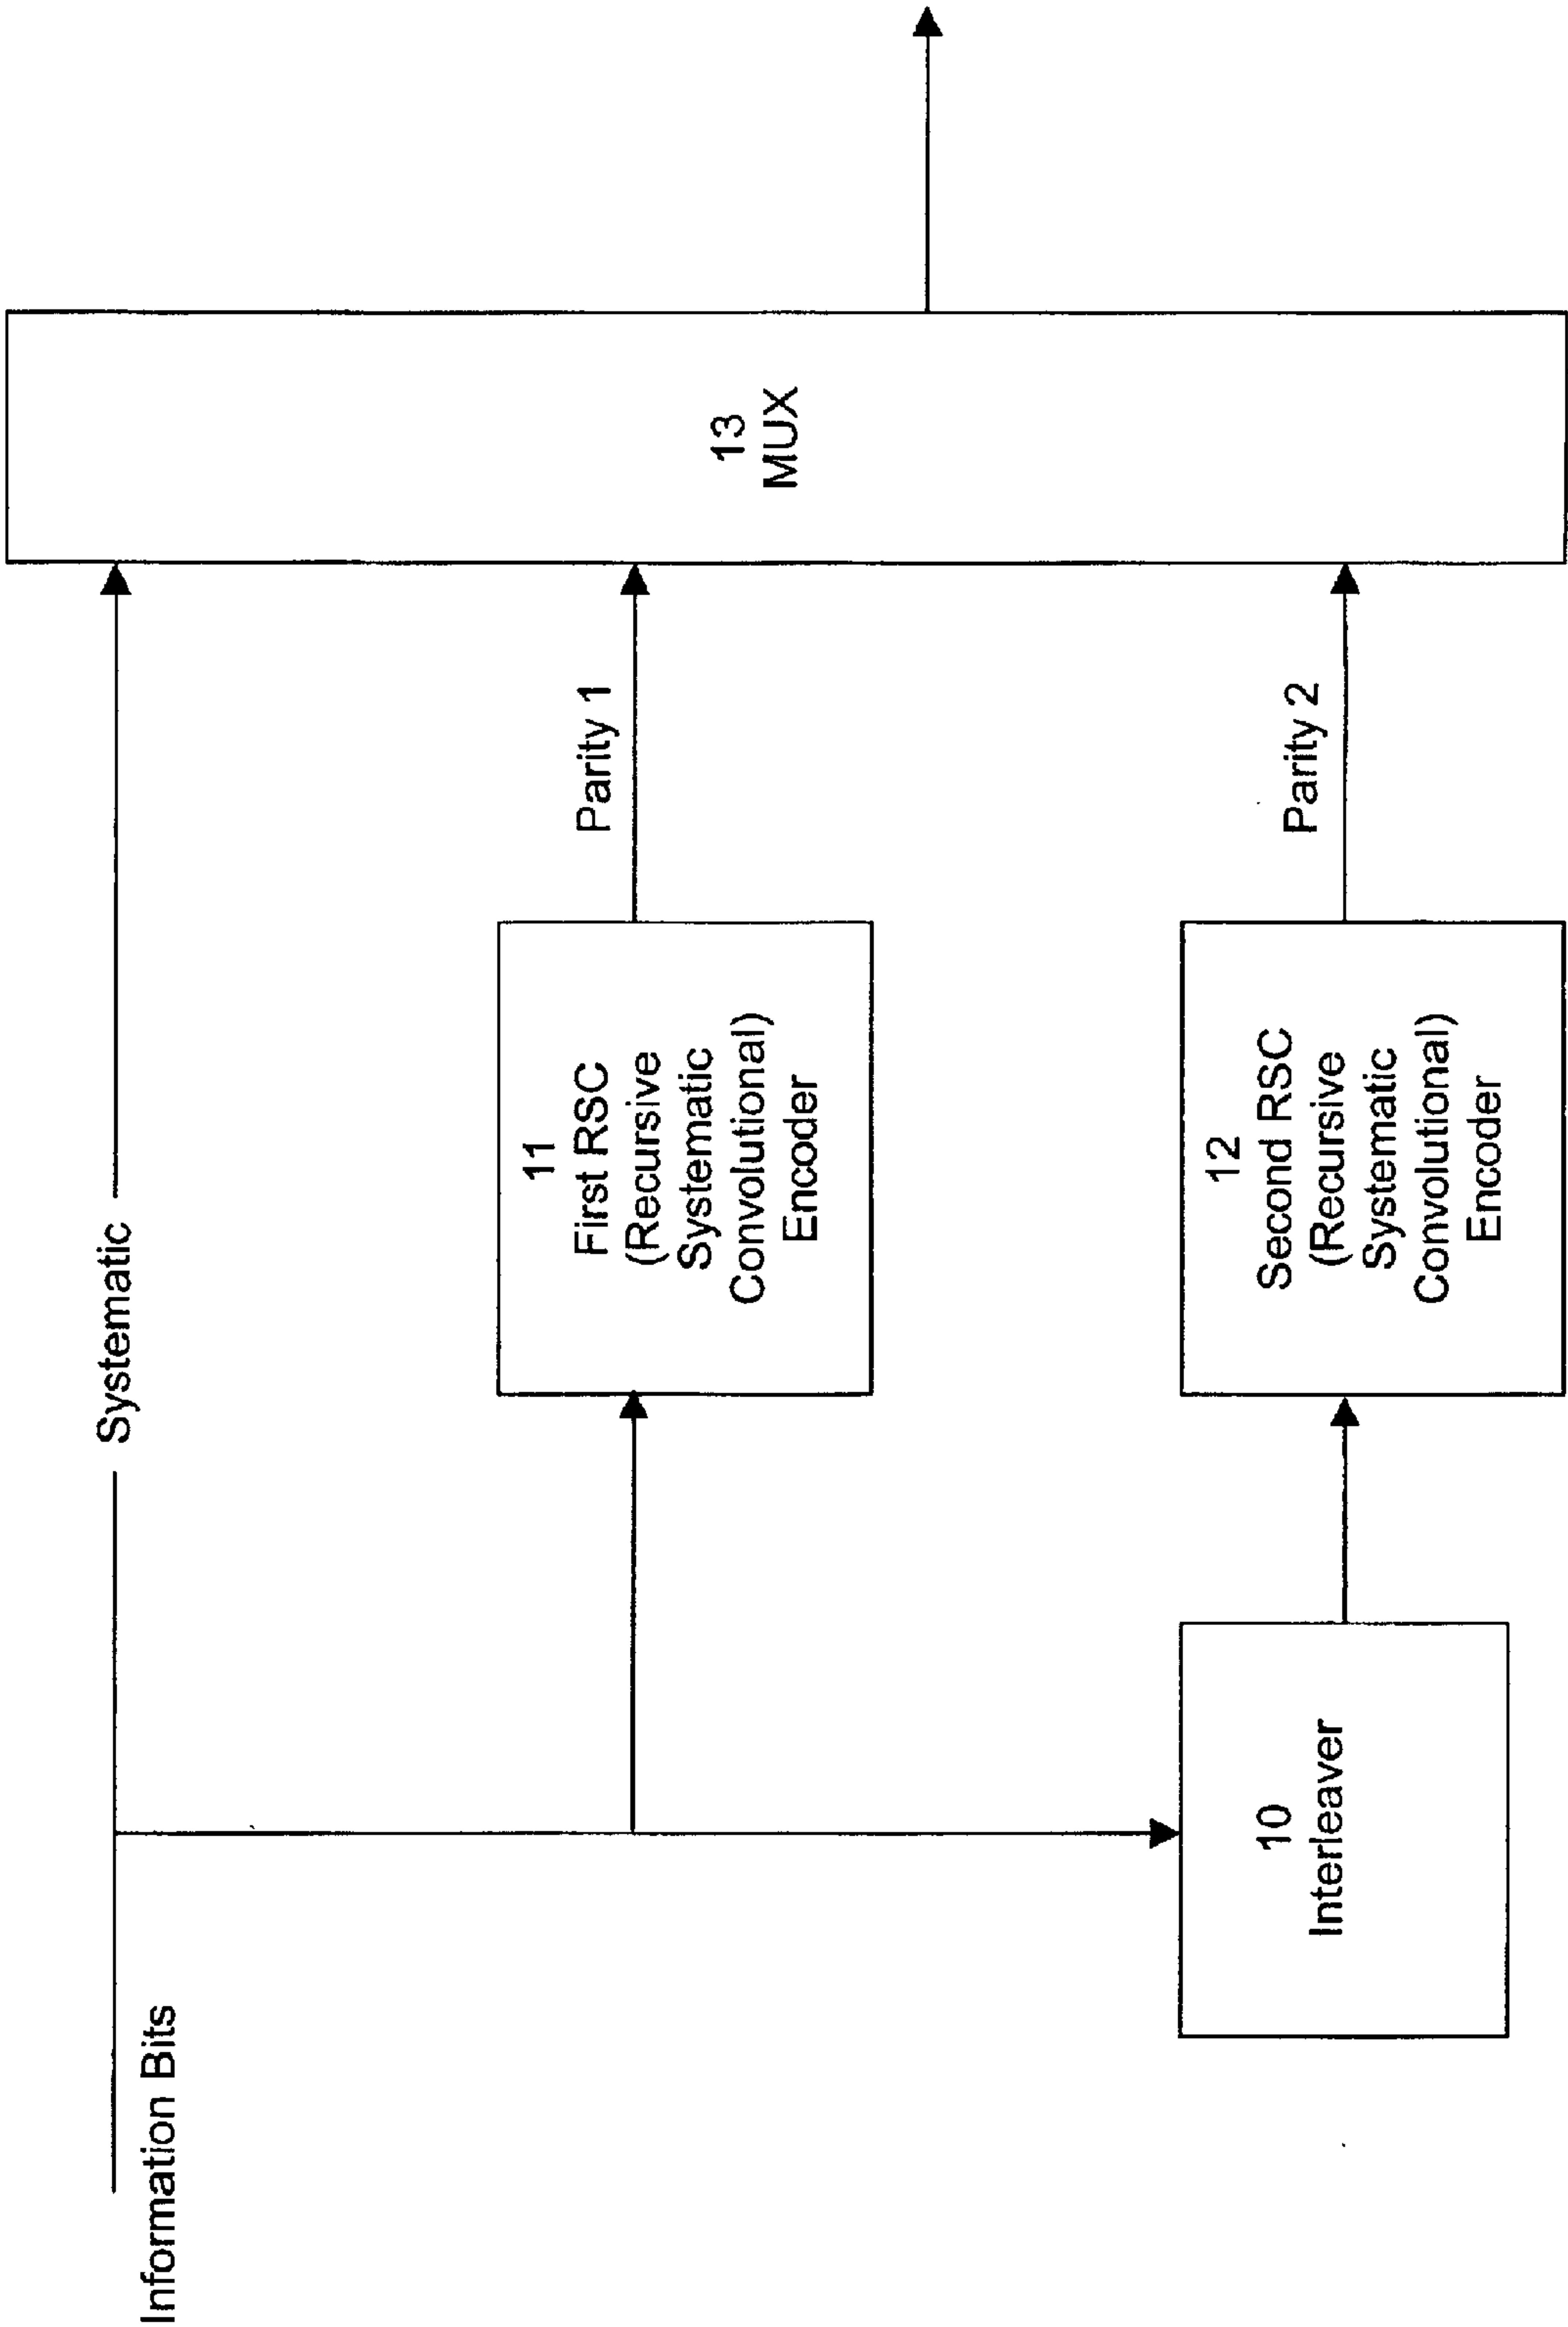 Information Bits
Systematic
11
First RSC
(Recursive
Systematic
Convolutional)
Encoder
Parity 1
10
Interleaver
12
Second RSC
(Recursive
Systematic
Convolutional)
Encoder
Parity 2
13
MUX